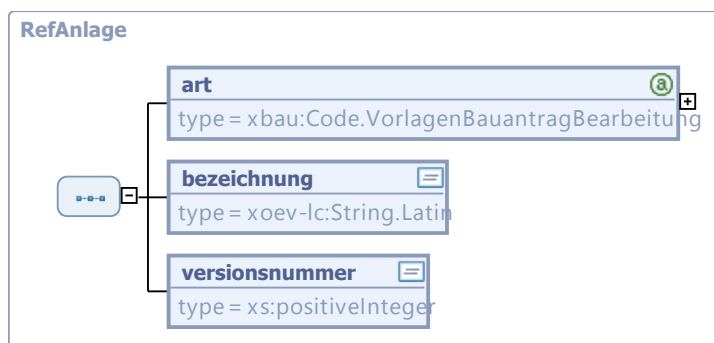 RefAnlage
art
type = xbau:Code.VorlagenBauantragBearbeitung
bezeichnung
type = xoev-lc:String.Latin
versionsnummer
type = xs:positiveInteger